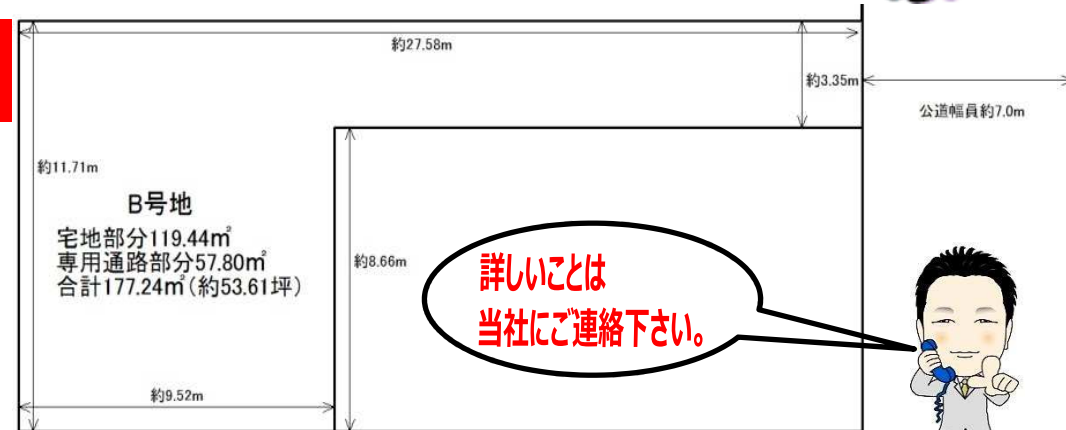 約27.58m
約3.35m
公道幅員約7.0m
約11.71m
B号地
宅地部分119.44㎡
専用通路部分57.80㎡
合計177.24㎡(約53.61坪)
約8.66m
詳しいことは
当社にご連絡下さい。
約9.52m